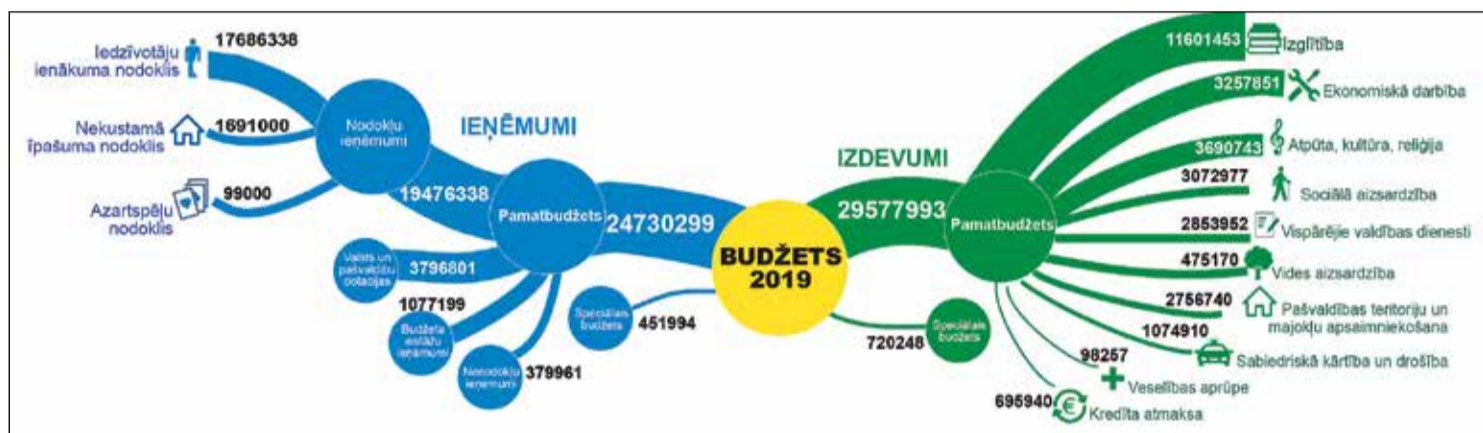 17686338
Iedzīvotāju
ienākuma nodoklis
1691000
Nekustamā
īpašuma nodoklis
99000
Azartspēļu
nodoklis
Nodokļu
ieņēmumi
IEŅĒMUMI
19476338
Pamatbudžets
24730299
Valsts un
pašvaldību
dotācijas
3796801
1077199
Budžeta
iestāžu
ieņēmumi
Nenodokļu
ieņēmumi
379961
Speciālais
budžets
451994
BUDŽETS
2019
IZDEVUMI
29577993
Pamatbudžets
720248
Speciālais
budžets
11601453
Izglītība
3257851
Ekonomiskā darbība
3690743
Atpūta, kultūra, reliģija
3072977
Sociālā aizsardzība
2853952
Vispārējie valdības dienesti
475170
Vides aizsardzība
2756740
Pašvaldības teritoriju un
majokļu apsaimniekošana
1074910
Sabiedriskā kārtība un drošība
98257
Veselības aprūpe
695940
Kredīta atmaksa